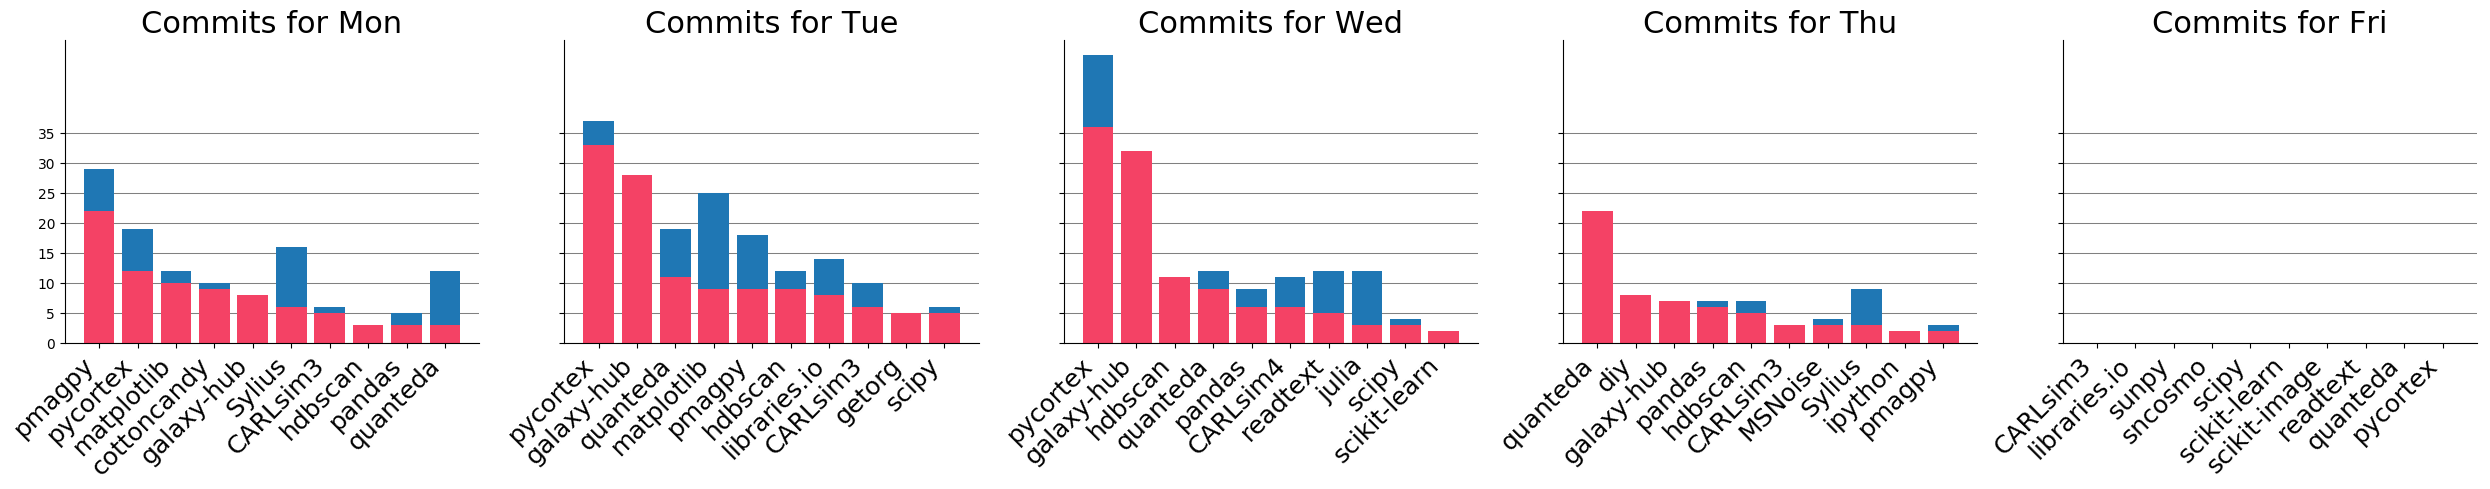 Commits for Mon
Commits for Tue
Commits for Wed
Commits for Thu
Commits for Fri
35
30
25
20
15
10
5
0
pmagpy
pycortex
matplotlib
cottoncandy
galaxy-hub
Sylius
CARLsim3
hdbscan
pandas
quanteda
pycortex
galaxy-hub
quanteda
matplotlib
pmagpy
hdbscan
libraries.io
CARLsim3
getorg
scipy
pycortex
galaxy-hub
hdbscan
quanteda
pandas
CARLsim4
readtext
julia
scipy
scikit-learn
quanteda
diy
galaxy-hub
pandas
hdbscan
CARLsim3
MSNoise
Sylius
ipython
pmagpy
CARLsim3
libraries.io
sunpy
sncosmo
scipy
scikit-learn
scikit-image
readtext
quanteda
pycortex